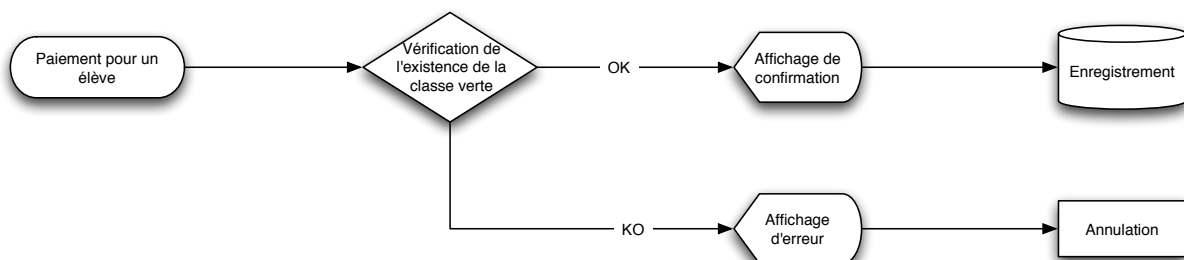 Paiement pour un
élève
Vérification de
l'existence de la
classe verte
OK
Affichage de
confirmation
Enregistrement
KO
Affichage
d'erreur
Annulation